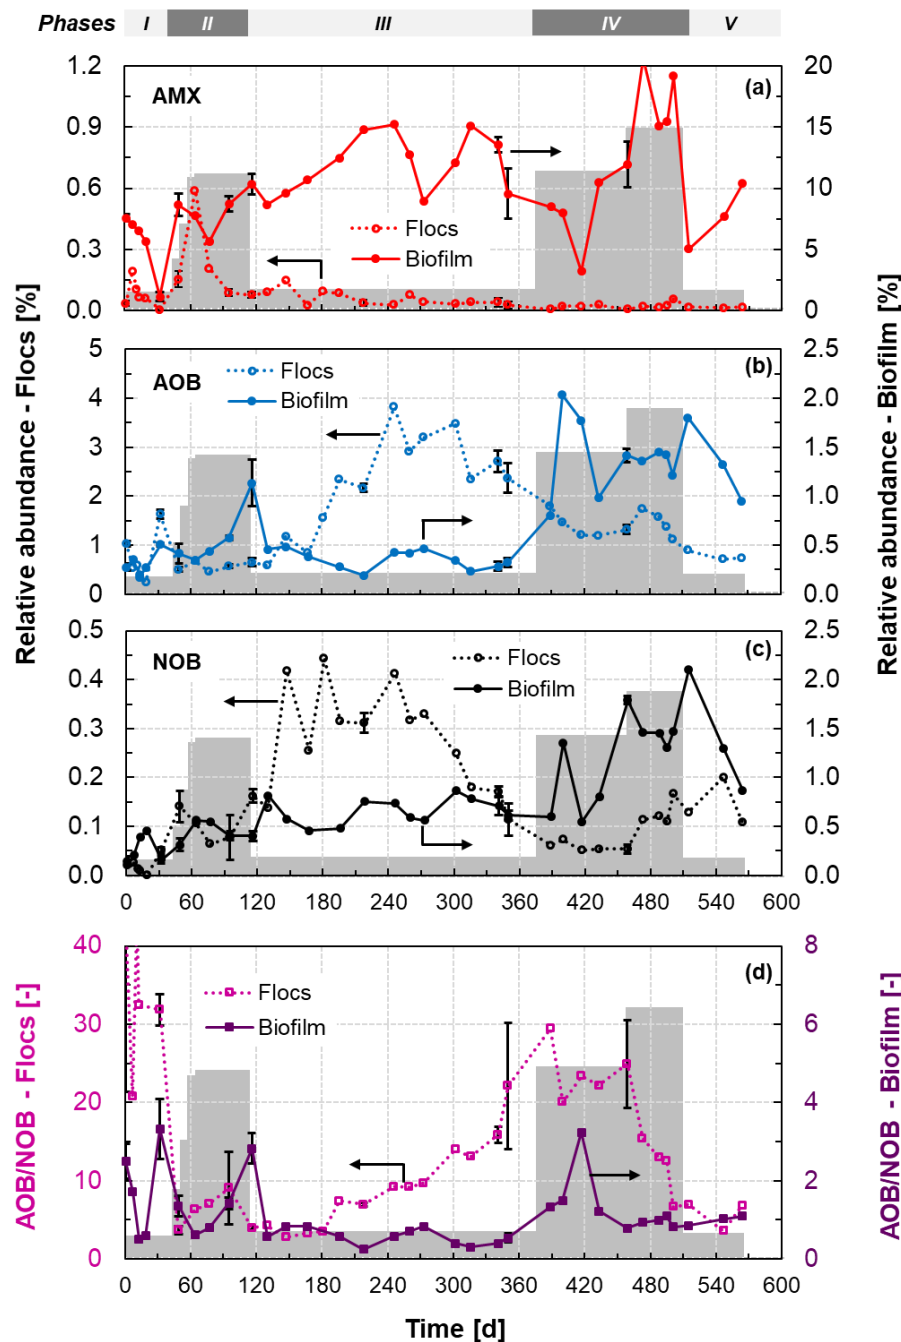 Phases I II III IV V
Relative abundance - Flocs [%]
Relative abundance - Biofilm [%]
1.2 20
AMX (a)
0.9 15
0.6 10
Flocs
0.3 5
Biofilm
0.0 0
5 2.5
AOB (b)
Flocs
4 2.0
Biofilm
3 1.5
2 1.0
1 0.5
0 0.0
0.5 2.5
NOB (c)
Flocs
0.4 2.0
Biofilm
0.3 1.5
0.2 1.0
0.1 0.5
0.0 0.0
0 60 120 180 240 300 360 420 480 540 600
AOB/NOB - Flocs [-]
AOB/NOB - Biofilm [-]
40 8
(d)
Flocs
Biofilm
30 6
20 4
10 2
0 0
0 60 120 180 240 300 360 420 480 540 600
Time [d]